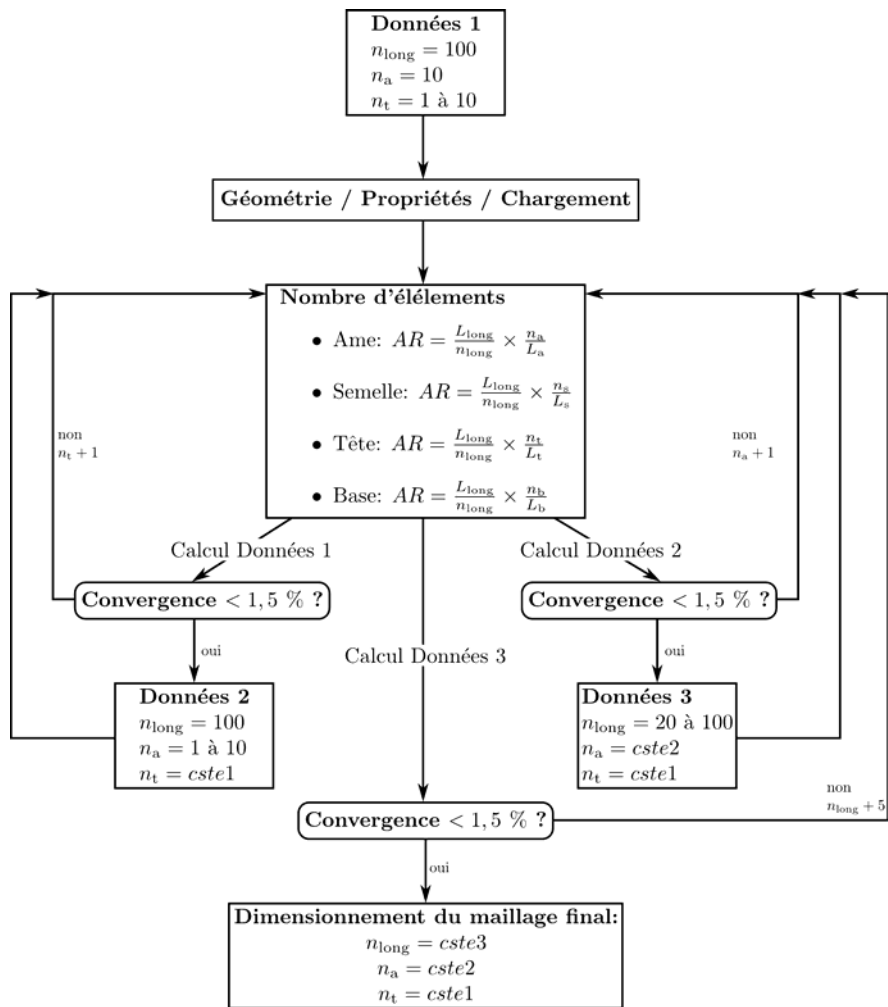 Données 1
n_long = 100
n_a = 10
n_t = 1 à 10
Géométrie / Propriétés / Chargement
Nombre d'élélements
• Ame: AR = L_long/n_long × n_a/L_a
• Semelle: AR = L_long/n_long × n_s/L_s
• Tête: AR = L_long/n_long × n_t/L_t
• Base: AR = L_long/n_long × n_b/L_b
non
n_t + 1
non
n_a + 1
Calcul Données 1
Calcul Données 2
Convergence < 1,5 % ?
Convergence < 1,5 % ?
oui
oui
Calcul Données 3
Données 2
n_long = 100
n_a = 1 à 10
n_t = cste1
Données 3
n_long = 20 à 100
n_a = cste2
n_t = cste1
non
n_long + 5
Convergence < 1,5 % ?
oui
Dimensionnement du maillage final:
n_long = cste3
n_a = cste2
n_t = cste1